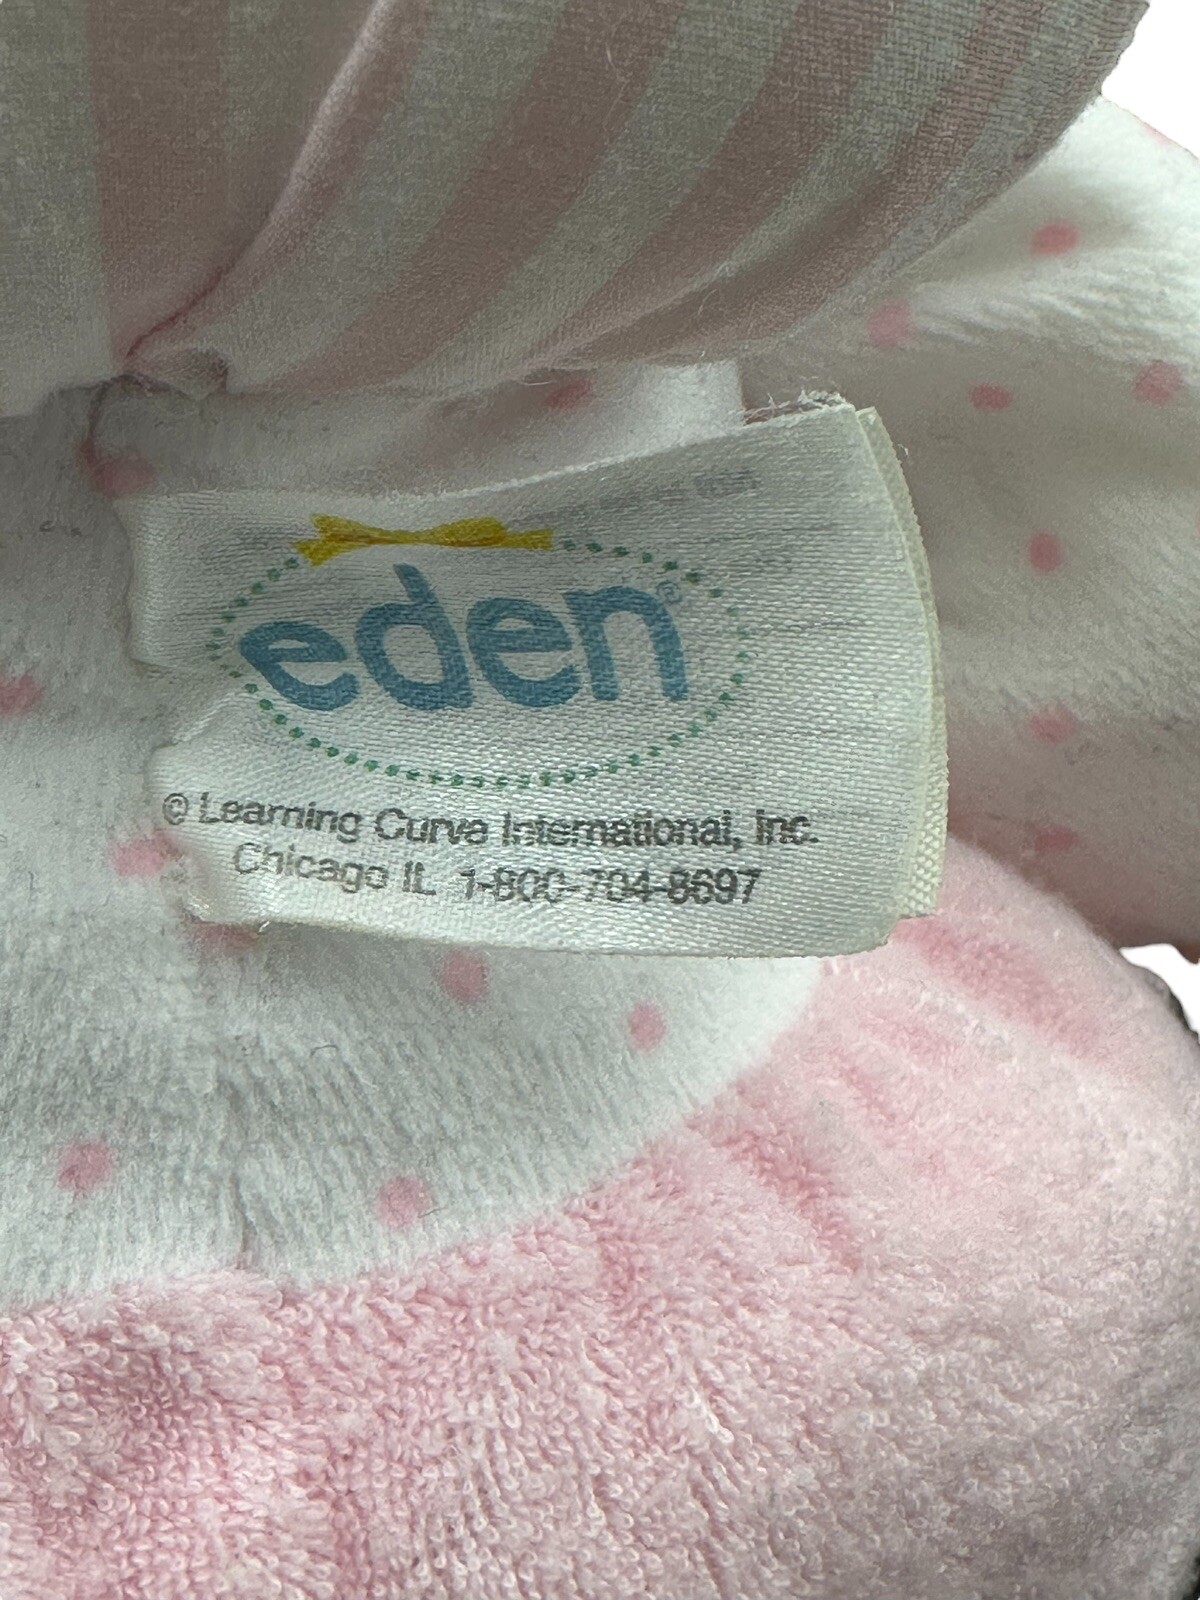 eden®
© Learning Curve International, Inc.
Chicago IL 1-800-704-8697